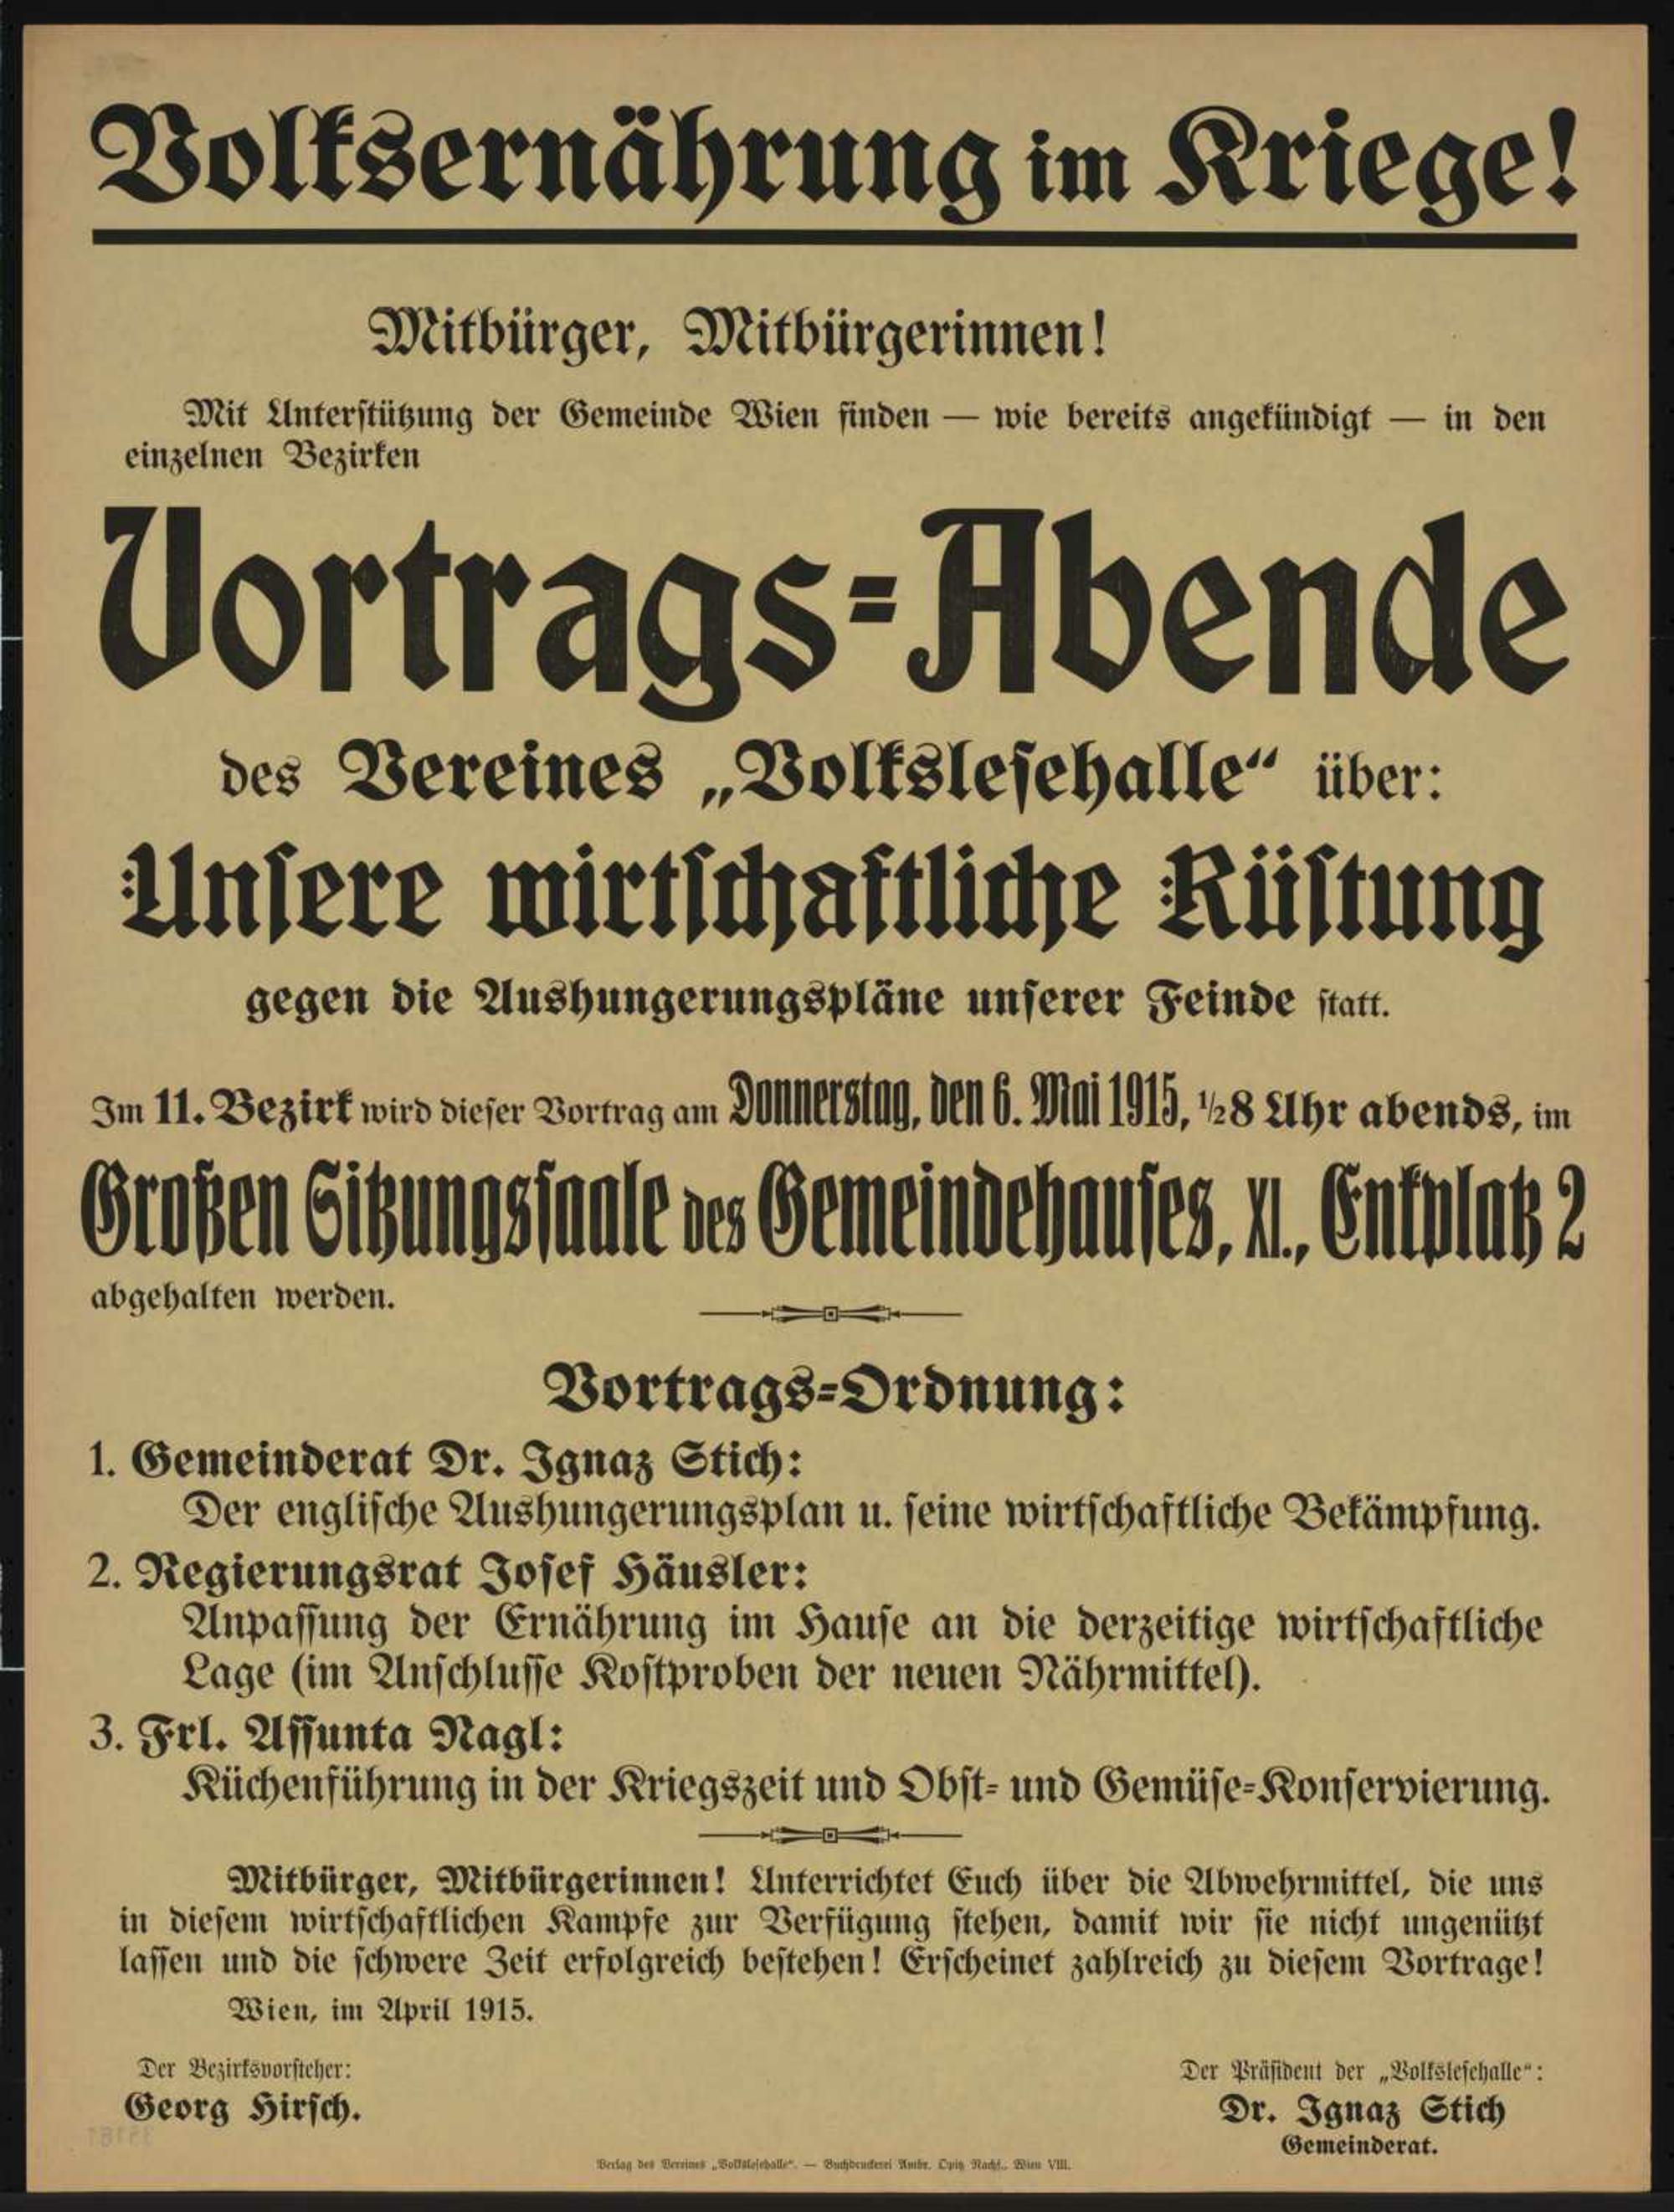 Volksernährung im Kriege!
Mitbürger, Mitbürgerinnen!
Mit Unterstützung der Gemeinde Wien finden — wie bereits angekündigt — in den
einzelnen Bezirken
Vortrags-Abende
des Vereines „Volkslesehalle“ über:
Unsere wirtschaftliche Rüstung
gegen die Aushungerungspläne unserer Feinde statt.
Im 11. Bezirk wird dieser Vortrag am Donnerstag, den 6. Mai 1915, ½8 Uhr abends, im
Großen Sitzungssaale des Gemeindehauses, XI., Enkplatz 2
abgehalten werden.
Vortrags-Ordnung:
1. Gemeinderat Dr. Ignaz Stich:
Der englische Aushungerungsplan u. seine wirtschaftliche Bekämpfung.
2. Regierungsrat Josef Häusler:
Anpassung der Ernährung im Hause an die derzeitige wirtschaftliche
Lage (im Anschlusse Kostproben der neuen Nährmittel).
3. Frl. Assunta Nagl:
Küchenführung in der Kriegszeit und Obst- und Gemüse-Konservierung.
Mitbürger, Mitbürgerinnen! Unterrichtet Euch über die Abwehrmittel, die uns
in diesem wirtschaftlichen Kampfe zur Verfügung stehen, damit wir sie nicht ungenützt
lassen und die schwere Zeit erfolgreich bestehen! Erscheinet zahlreich zu diesem Vortrage!
Wien, im April 1915.
Der Bezirksvorsteher:
Georg Hirsch.
Der Präsident der „Volkslesehalle“:
Dr. Ignaz Stich
Gemeinderat.
Verlag des Vereines „Volkslesehalle“. — Buchdruckerei Ambr. Opitz Nachf., Wien VIII.